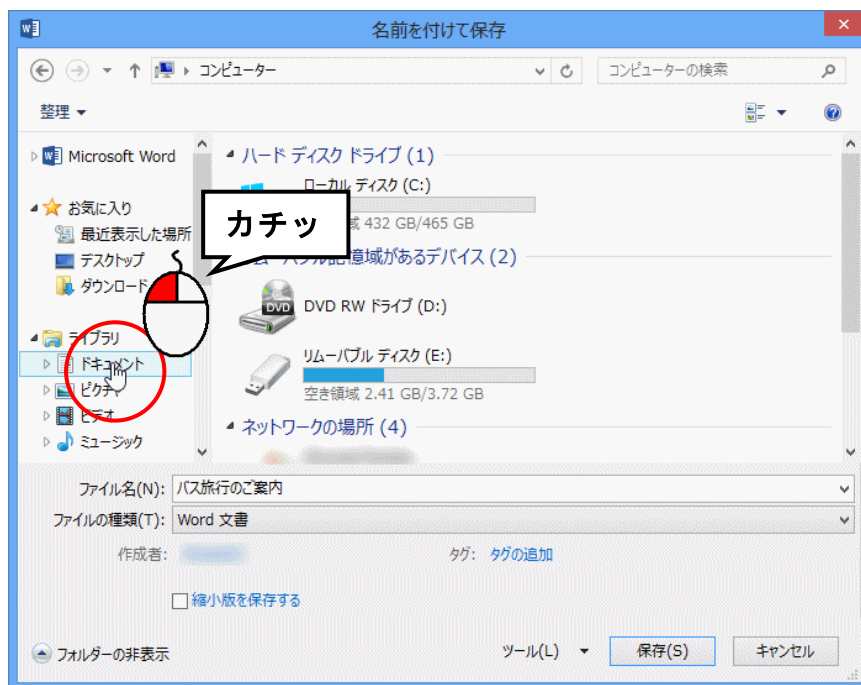 名前を付けて保存
コンピューター
コンピューターの検索
整理
Microsoft Word
お気に入り
最近表示した場所
デスクトップ
ダウンロード
ライブラリ
ドキュメント
ピクチャ
ビデオ
ミュージック
ハード ディスク ドライブ (1)
ローカル ディスク (C:)
域 432 GB/465 GB
カチッ
記憶域があるデバイス (2)
DVD
DVD RW ドライブ (D:)
リムーバブル ディスク (E:)
空き領域 2.41 GB/3.72 GB
ネットワークの場所 (4)
ファイル名(N): バス旅行のご案内
ファイルの種類(T): Word 文書
作成者:
タグ: タグの追加
縮小版を保存する
フォルダーの非表示
ツール(L)
保存(S)
キャンセル